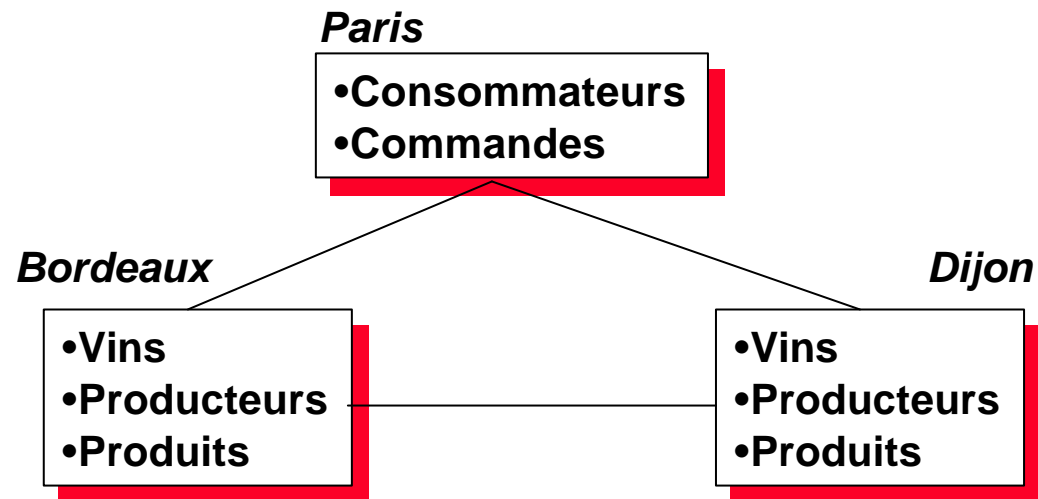 Paris
•Consommateurs
•Commandes
Bordeaux
•Vins
•Producteurs
•Produits
Dijon
•Vins
•Producteurs
•Produits